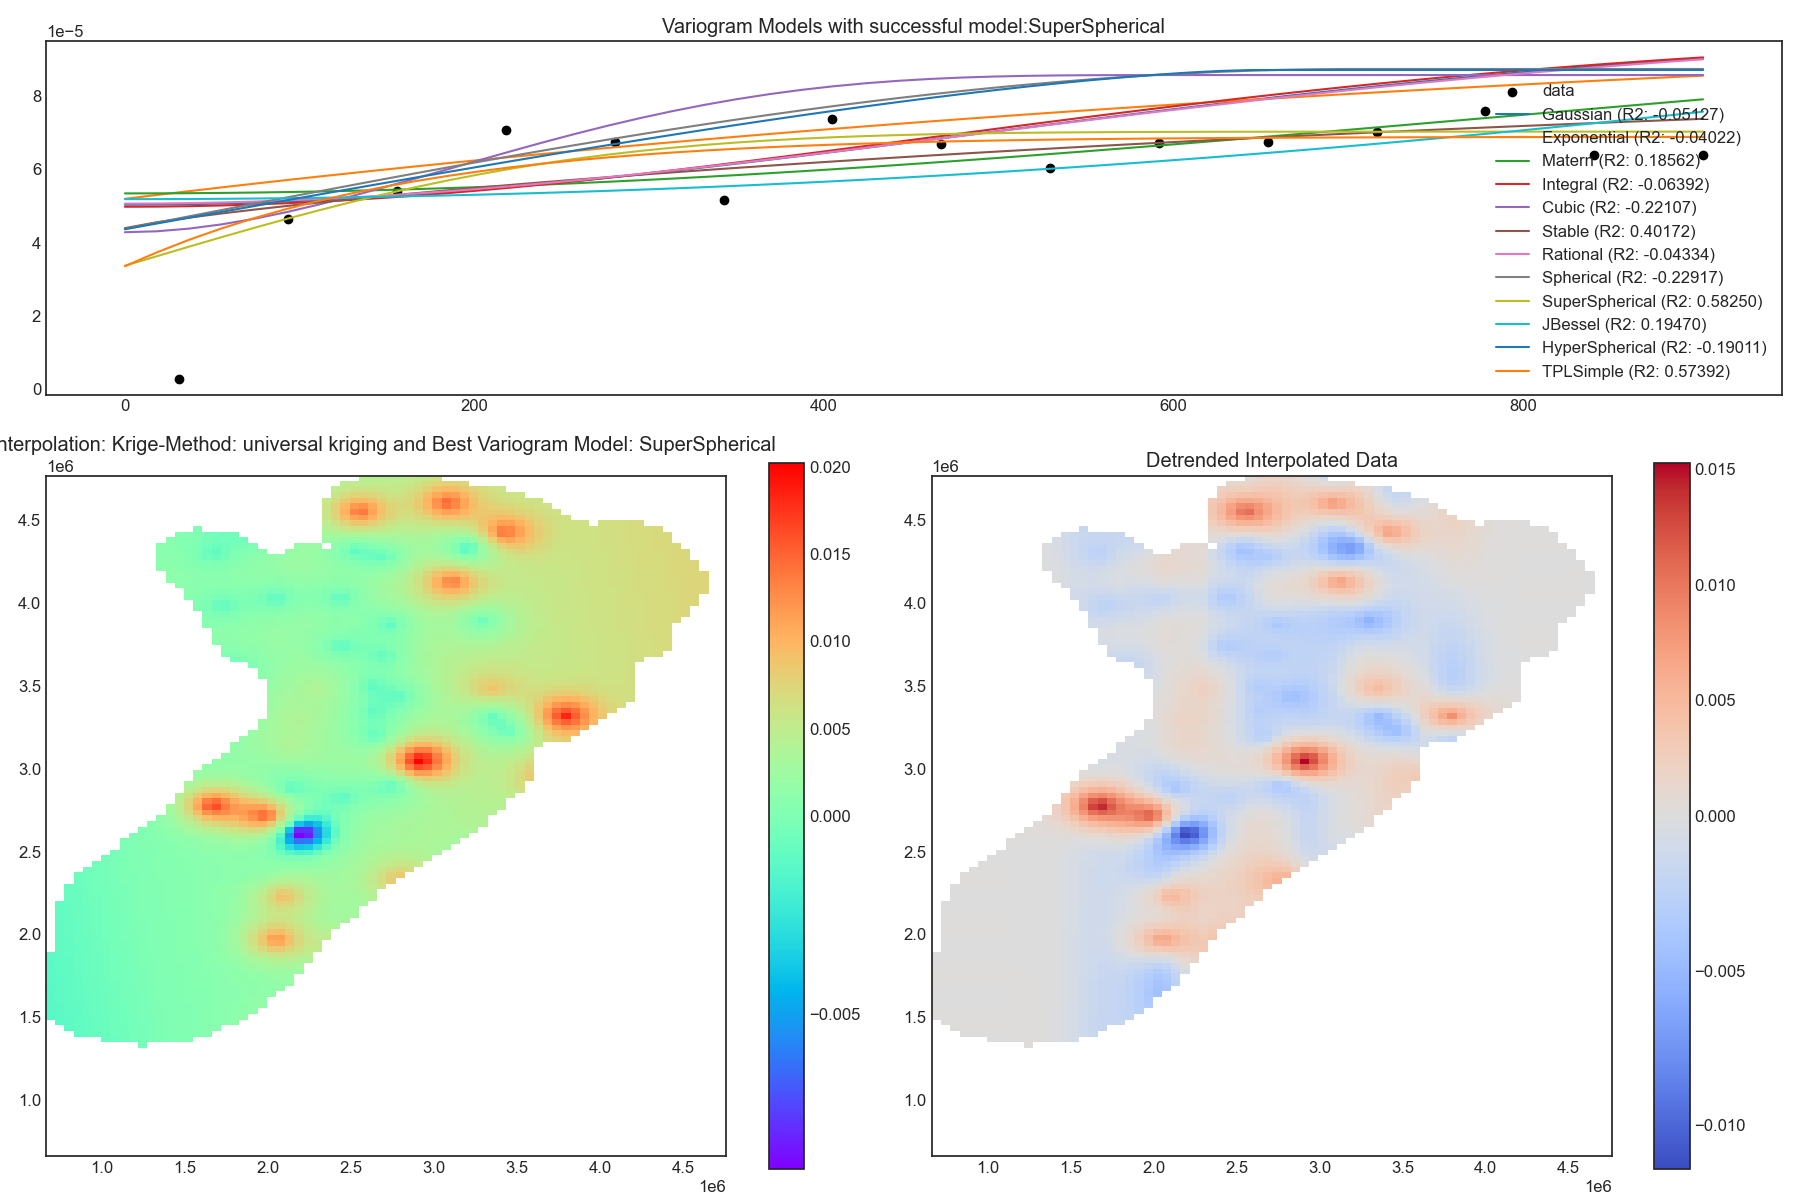 Variogram Models with successful model:SuperSpherical
1e−5
8
6
4
2
0
0 200 400 600 800
data
Gaussian (R2: -0.05127)
Exponential (R2: -0.04022)
Matern (R2: 0.18562)
Integral (R2: -0.06392)
Cubic (R2: -0.22107)
Stable (R2: 0.40172)
Rational (R2: -0.04334)
Spherical (R2: -0.22917)
SuperSpherical (R2: 0.58250)
JBessel (R2: 0.19470)
HyperSpherical (R2: -0.19011)
TPLSimple (R2: 0.57392)
nterpolation: Krige-Method: universal kriging and Best Variogram Model: SuperSpherical
1e6
4.5
4.0
3.5
3.0
2.5
2.0
1.5
1.0
1.0 1.5 2.0 2.5 3.0 3.5 4.0 4.5
1e6
0.020
0.015
0.010
0.005
0.000
−0.005
Detrended Interpolated Data
1e6
4.5
4.0
3.5
3.0
2.5
2.0
1.5
1.0
1.0 1.5 2.0 2.5 3.0 3.5 4.0 4.5
1e6
0.015
0.010
0.005
0.000
−0.005
−0.010